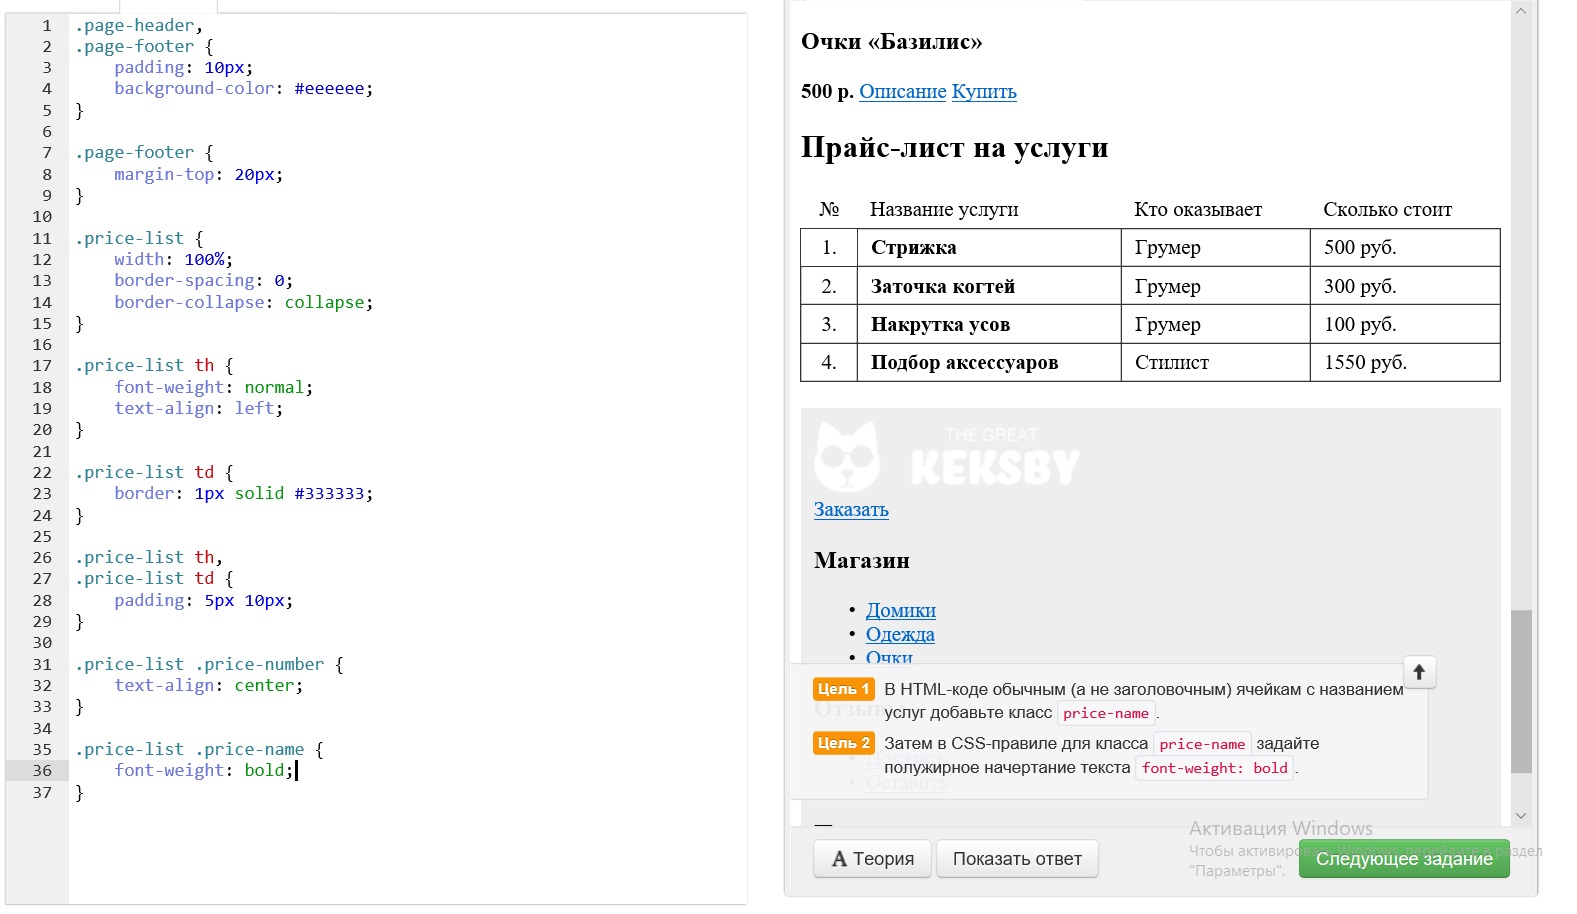 1 .page-header,
2 .page-footer {
3 padding: 10px;
4 background-color: #eeeeee;
5 }
6
7 .page-footer {
8 margin-top: 20px;
9 }
10
11 .price-list {
12 width: 100%;
13 border-spacing: 0;
14 border-collapse: collapse;
15 }
16
17 .price-list th {
18 font-weight: normal;
19 text-align: left;
20 }
21
22 .price-list td {
23 border: 1px solid #333333;
24 }
25
26 .price-list th,
27 .price-list td {
28 padding: 5px 10px;
29 }
30
31 .price-list .price-number {
32 text-align: center;
33 }
34
35 .price-list .price-name {
36 font-weight: bold;
37 }
Очки «Базилис»
500 р. Описание Купить
Прайс-лист на услуги
№ Название услуги Кто оказывает Сколько стоит
1. Стрижка Грумер 500 руб.
2. Заточка когтей Грумер 300 руб.
3. Накрутка усов Грумер 100 руб.
4. Подбор аксессуаров Стилист 1550 руб.
THE GREAT
KEKSBY
Заказать
Магазин
• Домики
• Одежда
• Очки
Цель 1 В HTML-коде обычным (а не заголовочным) ячейкам с названием
услуг добавьте класс price-name.
Цель 2 Затем в CSS-правиле для класса price-name задайте
полужирное начертание текста font-weight: bold.
Оставить
A Теория Показать ответ Следующее задание
Активация Windows
Чтобы активировать Windows, перейдите в раздел
"Параметры".